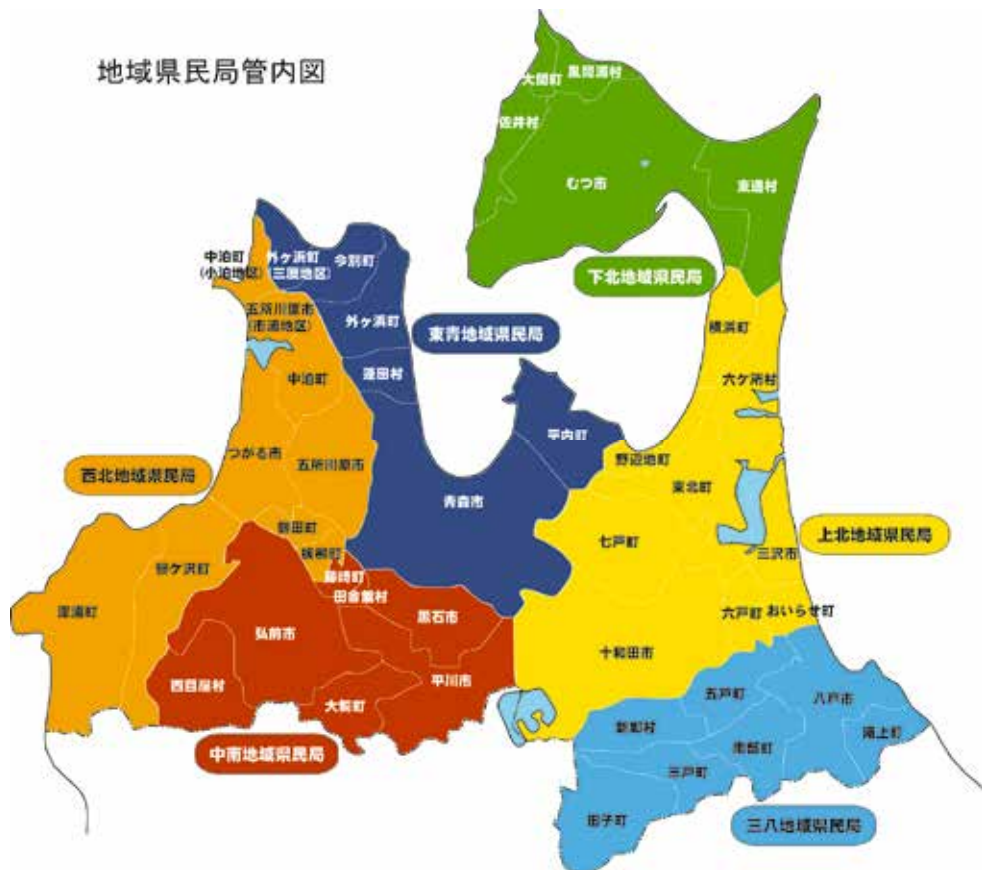 地域県民局管内図
大間町
風間浦村
佐井村
むつ市
東通村
下北地域県民局
中泊町
(小泊地区)
外ヶ浜町
(三厩地区)
今別町
五所川原市
(市浦地区)
外ヶ浜町
東青地域県民局
蓬田村
中泊町
横浜町
六ケ所村
平内町
野辺地町
つがる市
五所川原市
西北地域県民局
東北町
青森市
鶴田町
七戸町
上北地域県民局
板柳町
三沢市
鰺ケ沢町
藤崎町
田舎館村
深浦町
黒石市
六戸町
おいらせ町
弘前市
十和田市
西目屋村
平川市
大鰐町
五戸町
八戸市
新郷村
階上町
中南地域県民局
南部町
三戸町
田子町
三八地域県民局